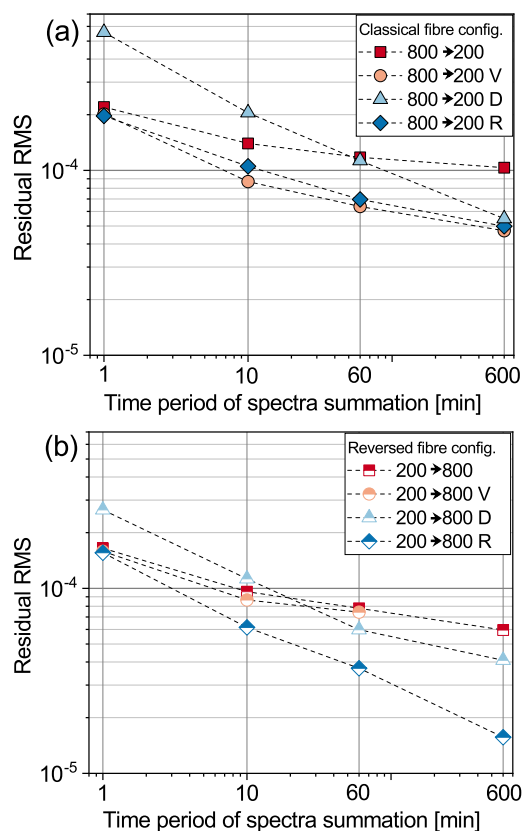 (a)
Classical fibre config.
800➔200
800➔200 V
800➔200 D
800➔200 R
Residual RMS
10⁻⁴
10⁻⁵
1 10 60 600
Time period of spectra summation [min]
(b)
Reversed fibre config.
200➔800
200➔800 V
200➔800 D
200➔800 R
Residual RMS
10⁻⁴
10⁻⁵
1 10 60 600
Time period of spectra summation [min]